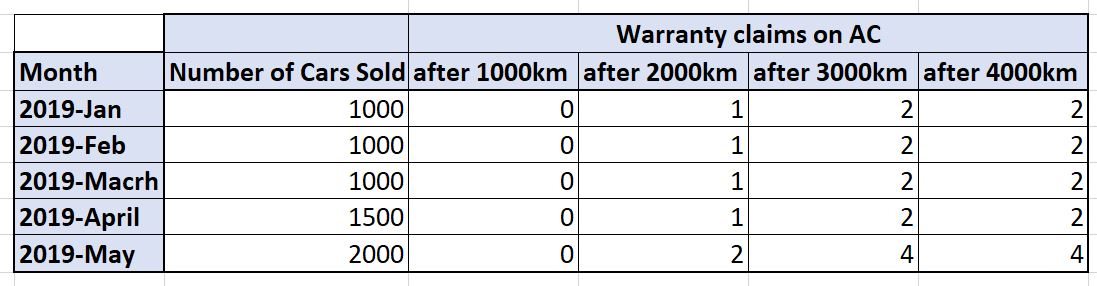 Warranty claims on AC
Month Number of Cars Sold after 1000km after 2000km after 3000km after 4000km
2019-Jan 1000 0 1 2 2
2019-Feb 1000 0 1 2 2
2019-Macrh 1000 0 1 2 2
2019-April 1500 0 1 2 2
2019-May 2000 0 2 4 4